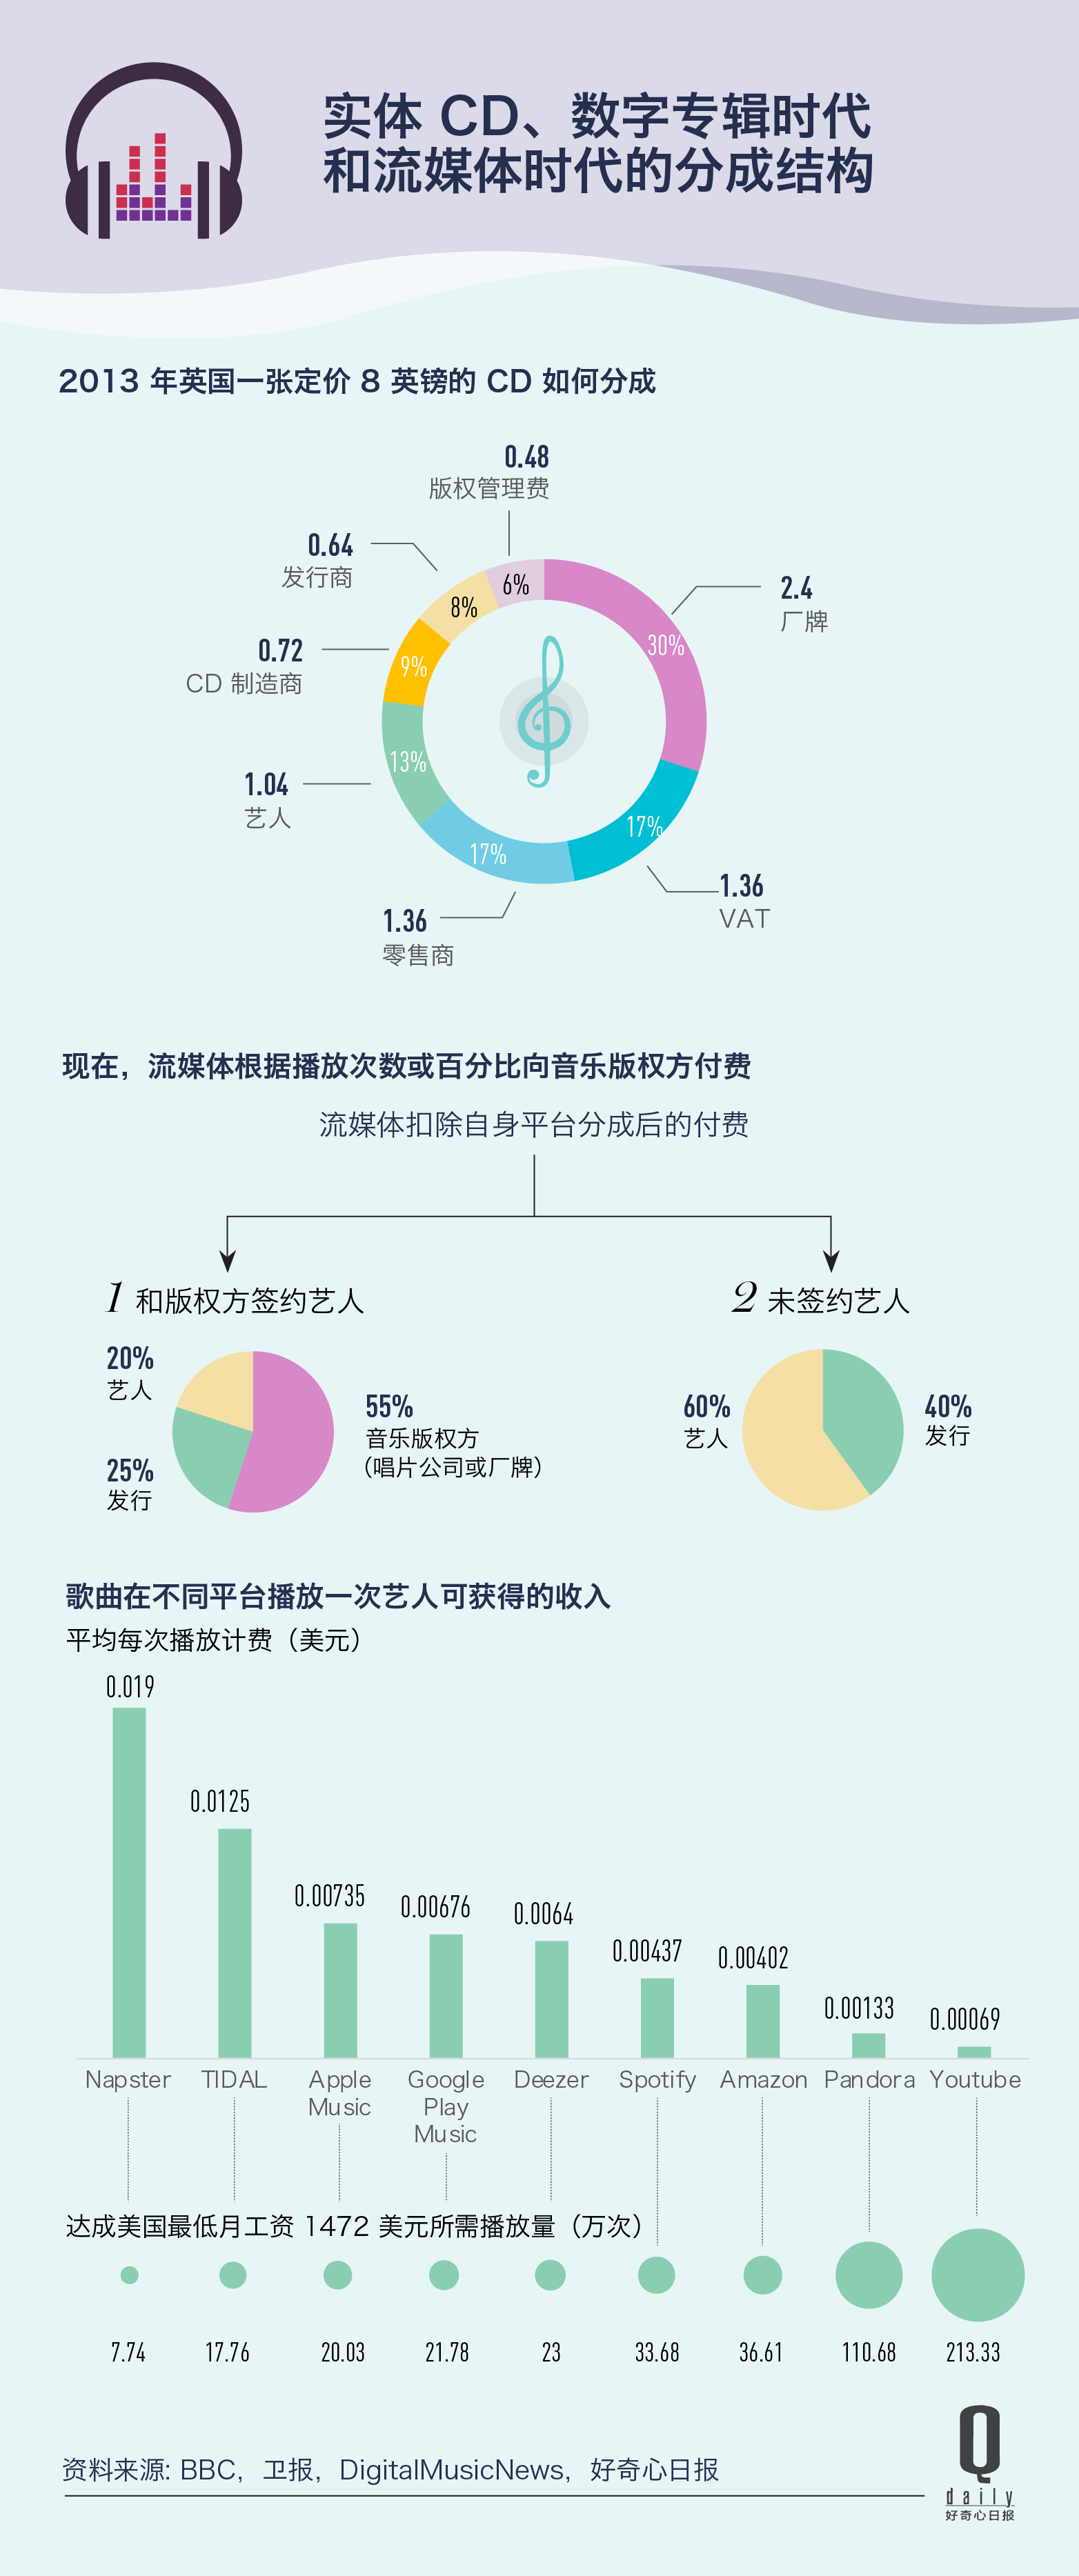 实体 CD、数字专辑时代
和流媒体时代的分成结构
2013 年英国一张定价 8 英镑的 CD 如何分成
0.48
版权管理费
0.64
发行商
6%
8%
2.4
厂牌
30%
0.72
CD 制造商
9%
1.04
艺人
13%
17%
17%
1.36
VAT
1.36
零售商
现在，流媒体根据播放次数或百分比向音乐版权方付费
流媒体扣除自身平台分成后的付费
1 和版权方签约艺人
2 未签约艺人
20%
艺人
55%
音乐版权方
（唱片公司或厂牌）
25%
发行
60%
艺人
40%
发行
歌曲在不同平台播放一次艺人可获得的收入
平均每次播放计费（美元）
0.019
0.0125
0.00735
0.00676
0.0064
0.00437
0.00402
0.00133
0.00069
Napster
TIDAL
Apple
Music
Google
Play
Music
Deezer
Spotify
Amazon
Pandora
Youtube
达成美国最低月工资 1472 美元所需播放量（万次）
7.74
17.76
20.03
21.78
23
33.68
36.61
110.68
213.33
资料来源: BBC，卫报，DigitalMusicNews，好奇心日报
Q
daily
好奇心日报